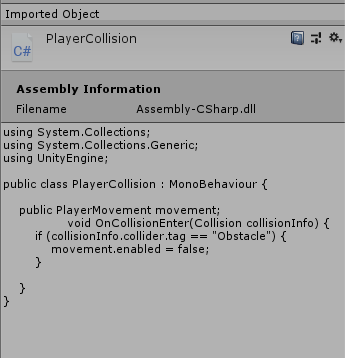 Imported Object
PlayerCollision
C#
Assembly Information
Filename Assembly-CSharp.dll
using System.Collections;
using System.Collections.Generic;
using UnityEngine;
public class PlayerCollision : MonoBehaviour {
public PlayerMovement movement;
void OnCollisionEnter(Collision collisionInfo) {
if (collisionInfo.collider.tag == "Obstacle") {
movement.enabled = false;
}
}
}